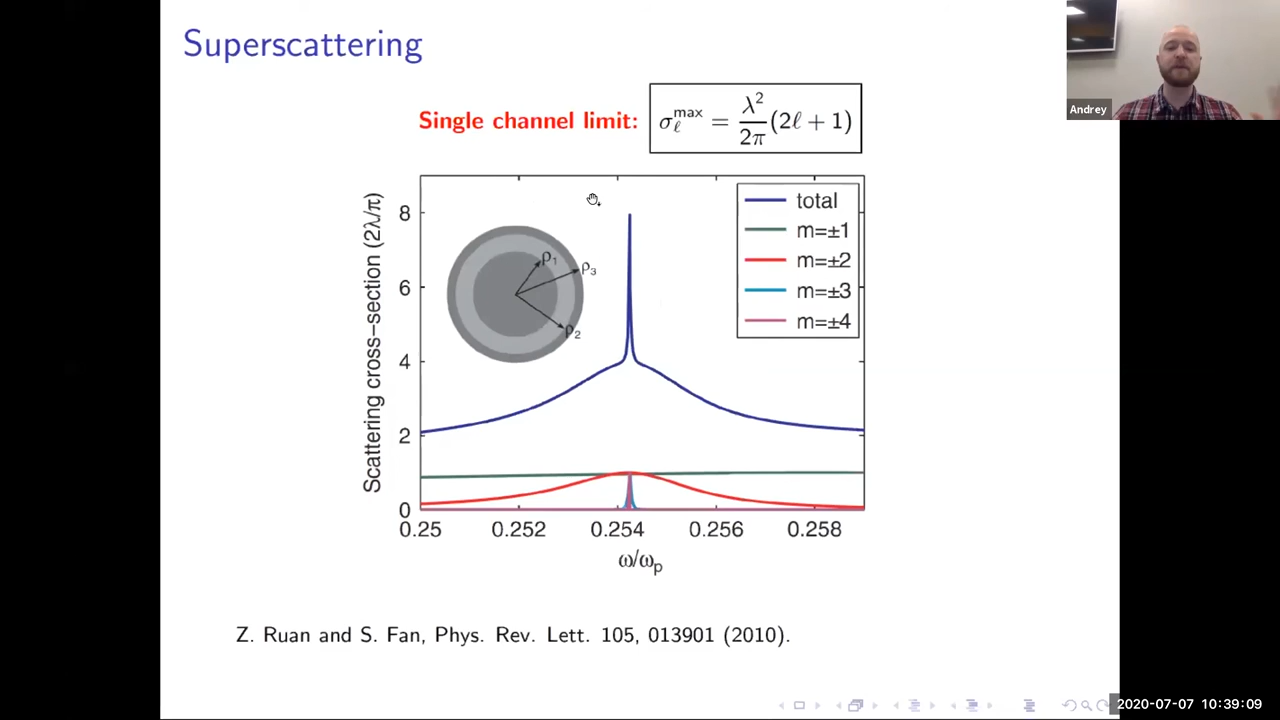 Superscattering
Andrey
Single channel limit: σ_ℓ^max = λ²/2π (2ℓ + 1)
Scattering cross−section (2λ/π)
8
6
4
2
0
ρ1
ρ3
ρ2
total
m=±1
m=±2
m=±3
m=±4
0.25 0.252 0.254 0.256 0.258
ω/ωp
Z. Ruan and S. Fan, Phys. Rev. Lett. 105, 013901 (2010).
2020-07-07 10:39:09